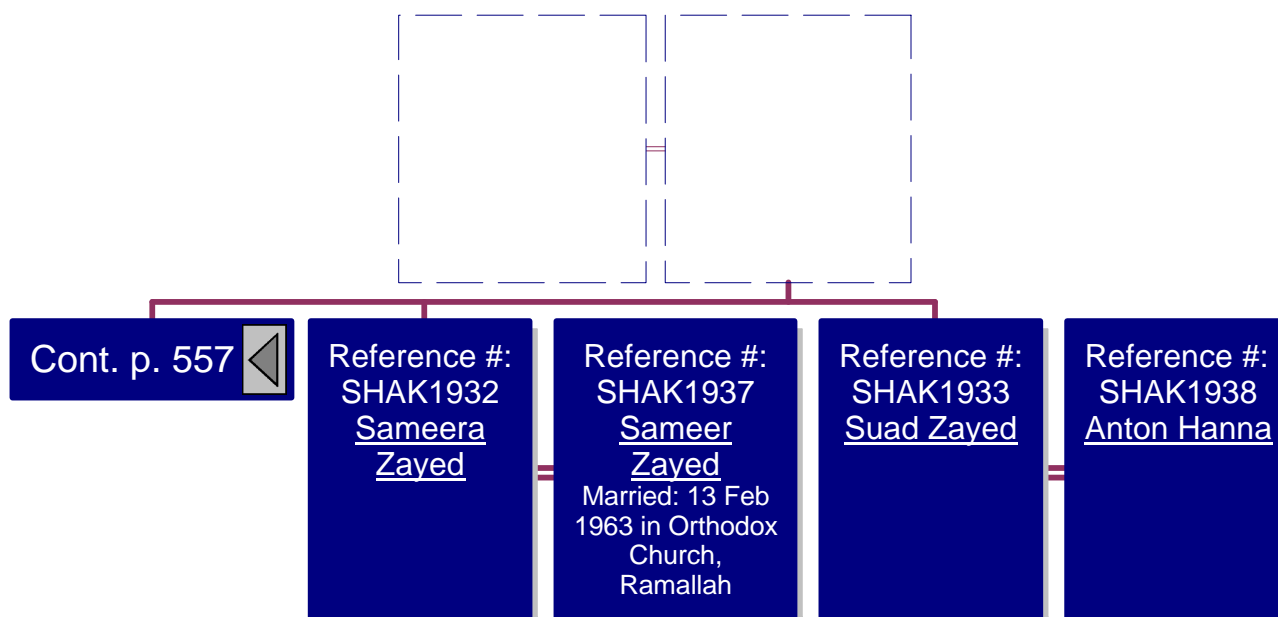 Cont. p. 557
Reference #:
SHAK1932
Sameera
Zayed
Reference #:
SHAK1937
Sameer
Zayed
Married: 13 Feb
1963 in Orthodox
Church,
Ramallah
Reference #:
SHAK1933
Suad Zayed
Reference #:
SHAK1938
Anton Hanna